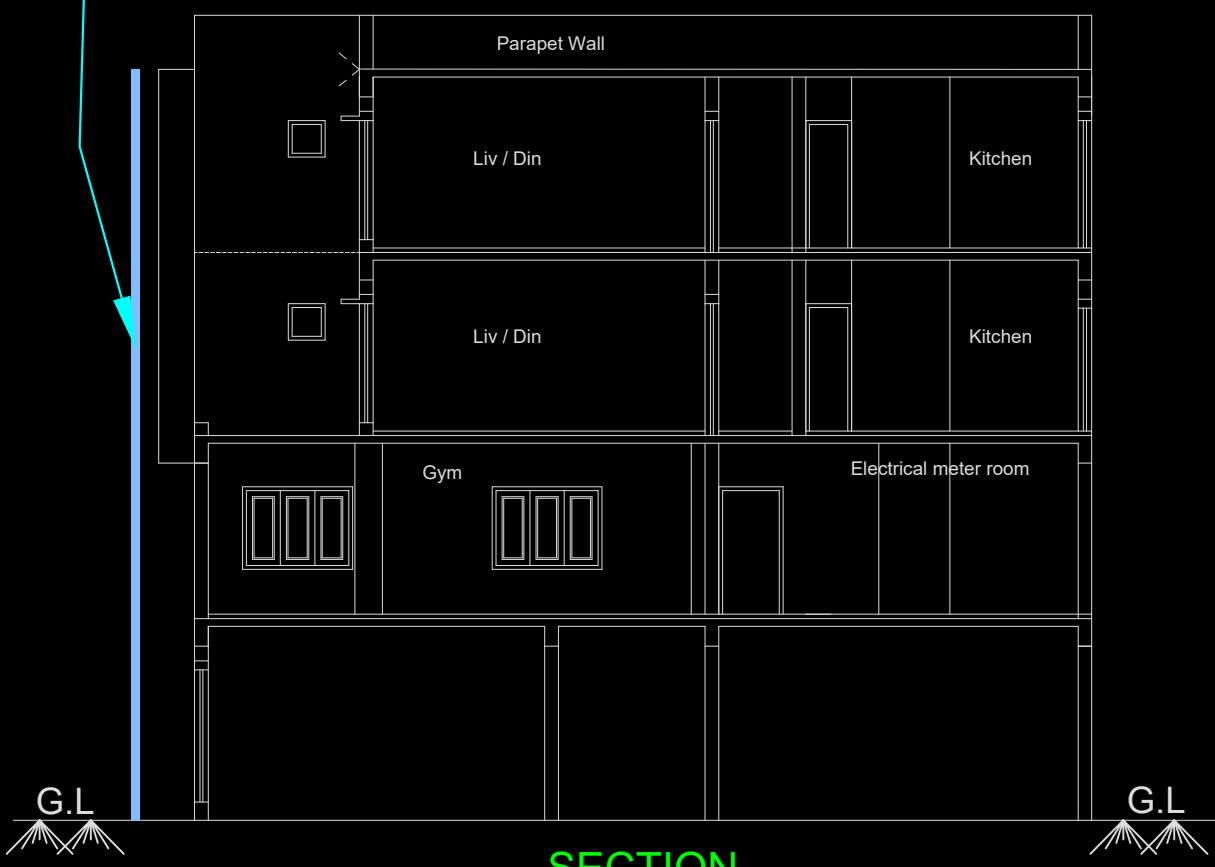 Parapet Wall
Liv / Din
Kitchen
Liv / Din
Kitchen
Gym
Electrical meter room
G.L
G.L
SECTION